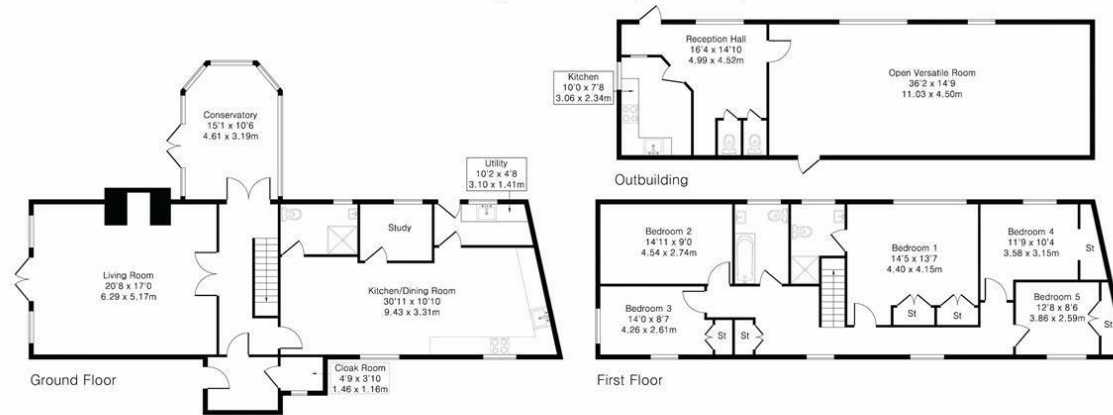 Conservatory
15'1 x 10'6
4.61 x 3.19m
Utility
10'2 x 4'8
3.10 x 1.41m
Study
Living Room
20'8 x 17'0
6.29 x 5.17m
Kitchen/Dining Room
30'11 x 10'10
9.43 x 3.31m
Cloak Room
4'9 x 3'10
1.46 x 1.16m
Ground Floor
Reception Hall
16'4 x 14'10
4.99 x 4.52m
Kitchen
10'0 x 7'8
3.06 x 2.34m
Open Versatile Room
36'2 x 14'9
11.03 x 4.50m
Outbuilding
Bedroom 2
14'11 x 9'0
4.54 x 2.74m
Bedroom 1
14'5 x 13'7
4.40 x 4.15m
Bedroom 4
11'9 x 10'4
3.58 x 3.15m
St
Bedroom 3
14'0 x 8'7
4.26 x 2.61m
St
St
St
St
Bedroom 5
12'8 x 8'6
3.86 x 2.59m
St
First Floor